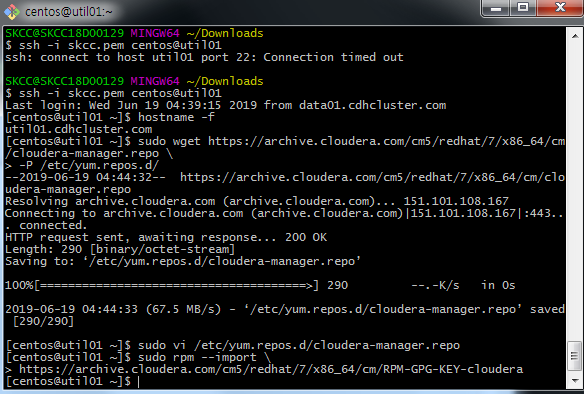 centos@util01:~
SKCC@SKCC18D00129 MINGW64 ~/Downloads
$ ssh -i skcc.pem centos@util01
ssh: connect to host util01 port 22: Connection timed out
SKCC@SKCC18D00129 MINGW64 ~/Downloads
$ ssh -i skcc.pem centos@util01
Last login: Wed Jun 19 04:39:15 2019 from data01.cdhcluster.com
[centos@util01 ~]$ hostname -f
util01.cdhcluster.com
[centos@util01 ~]$ sudo wget https://archive.cloudera.com/cm5/redhat/7/x86_64/cm
/cloudera-manager.repo \
> -P /etc/yum.repos.d/
--2019-06-19 04:44:32--  https://archive.cloudera.com/cm5/redhat/7/x86_64/cm/clo
udera-manager.repo
Resolving archive.cloudera.com (archive.cloudera.com)... 151.101.108.167
Connecting to archive.cloudera.com (archive.cloudera.com)|151.101.108.167|:443..
. connected.
HTTP request sent, awaiting response... 200 OK
Length: 290 [binary/octet-stream]
Saving to: ‘/etc/yum.repos.d/cloudera-manager.repo’
100%[======================================>] 290         --.-K/s   in 0s
2019-06-19 04:44:33 (67.5 MB/s) - ‘/etc/yum.repos.d/cloudera-manager.repo’ saved
[290/290]
[centos@util01 ~]$ sudo vi /etc/yum.repos.d/cloudera-manager.repo
[centos@util01 ~]$ sudo rpm --import \
> https://archive.cloudera.com/cm5/redhat/7/x86_64/cm/RPM-GPG-KEY-cloudera
[centos@util01 ~]$